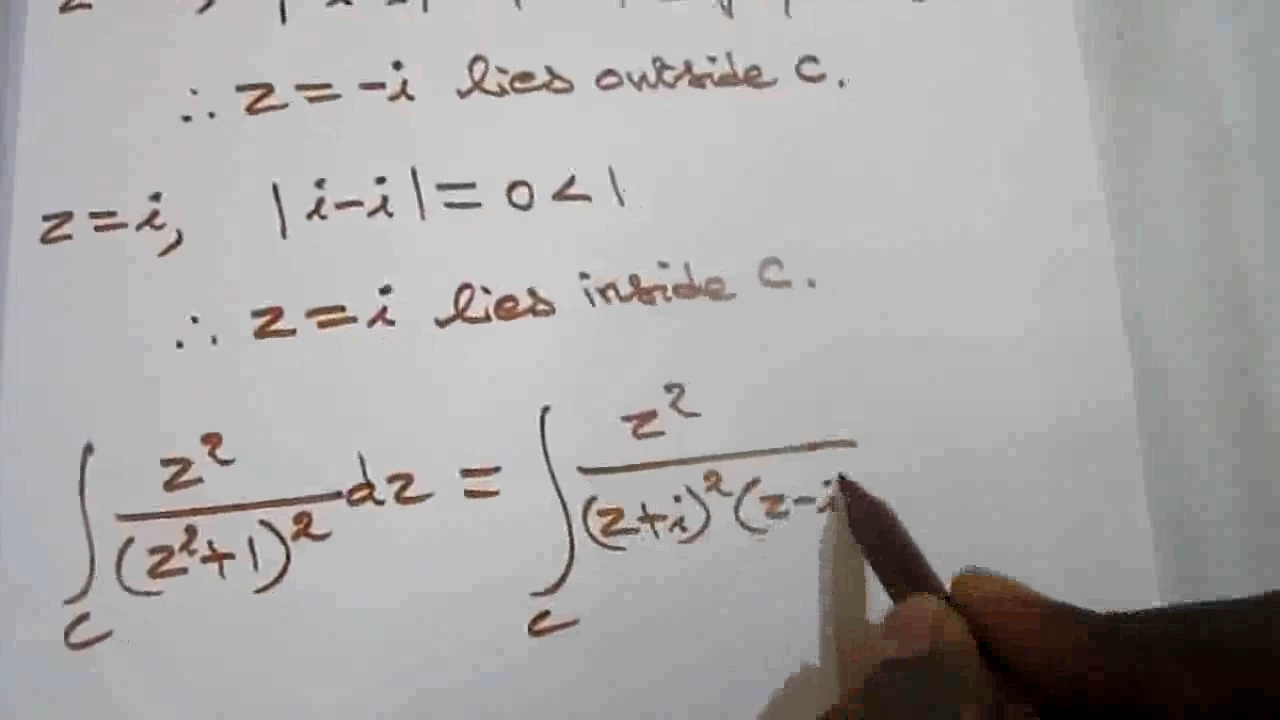 ∴ z = -i lies outside C.
z = i, |i-i| = 0 < 1
∴ z = i lies inside C.
∫_C z²/(z²+1)² dz = ∫_C z²/(z+i)²(z-i